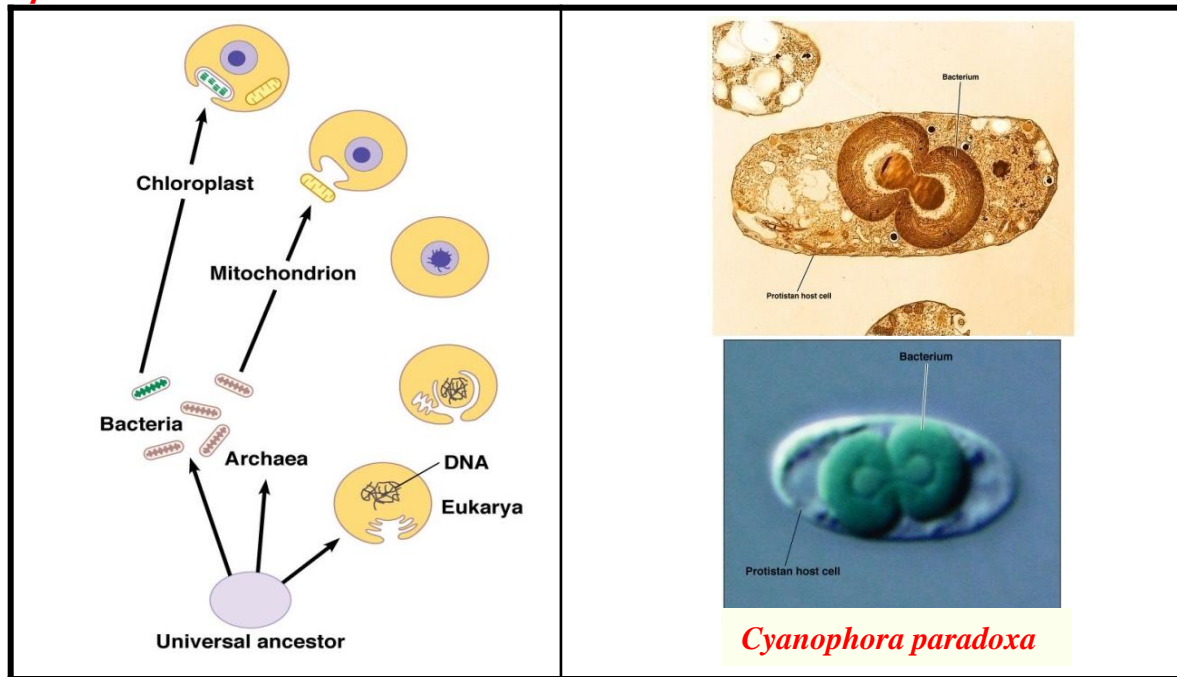 Chloroplast
Mitochondrion
Bacteria
Archaea
DNA
Eukarya
Universal ancestor
Bacterium
Protistan host cell
Bacterium
Protistan host cell
Cyanophora paradoxa